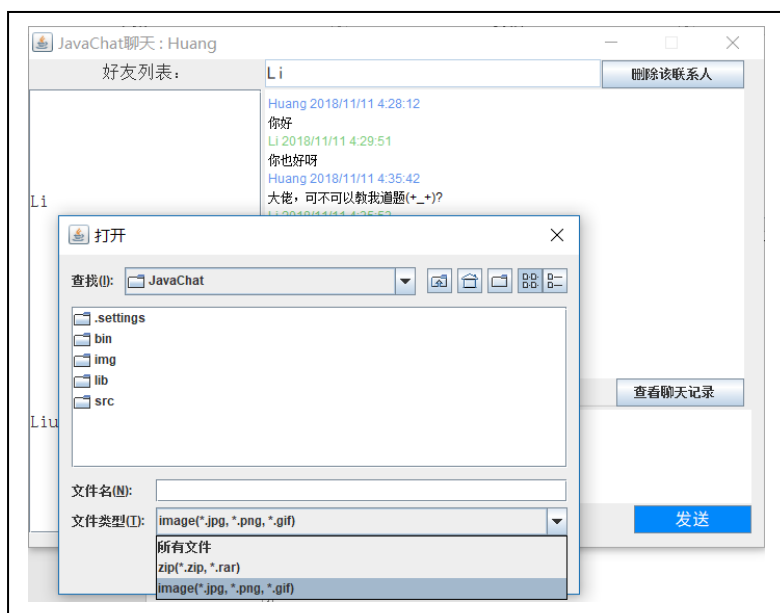 JavaChat聊天 : Huang
好友列表:
Li
删除该联系人
Huang 2018/11/11 4:28:12
你好
Li 2018/11/11 4:29:51
你也好呀
Huang 2018/11/11 4:35:42
大佬，可不可以教我道题(+_+)?
Li
打开
查找(I):
JavaChat
.settings
bin
img
lib
src
查看聊天记录
Liu
文件名(N):
文件类型(T):
image(*.jpg, *.png, *.gif)
发送
所有文件
zip(*.zip, *.rar)
image(*.jpg, *.png, *.gif)